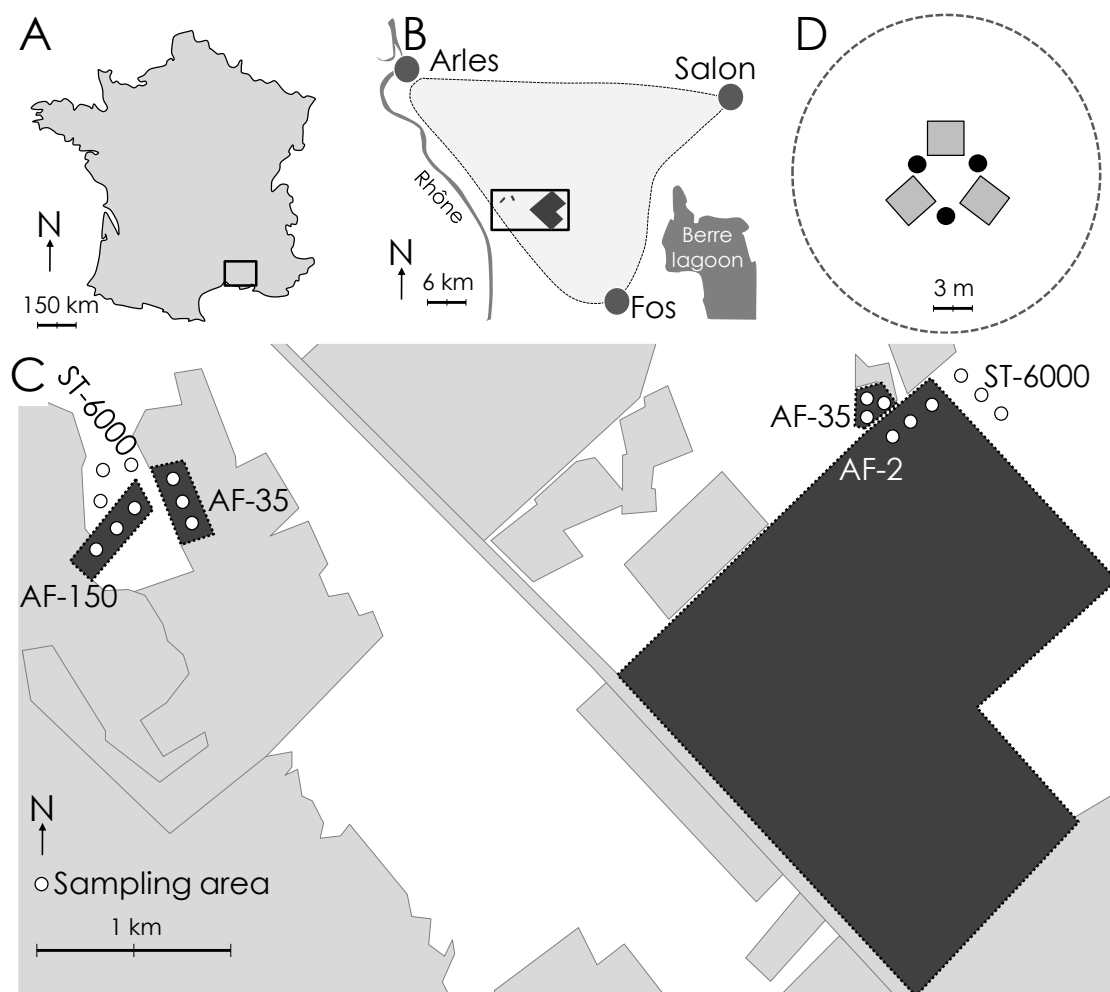 A
N
150 km
B
Arles
Salon
Rhône
N
6 km
Berre
lagoon
Fos
D
3 m
C
ST-6000
AF-35
AF-150
ST-6000
AF-35
AF-2
N
Sampling area
1 km